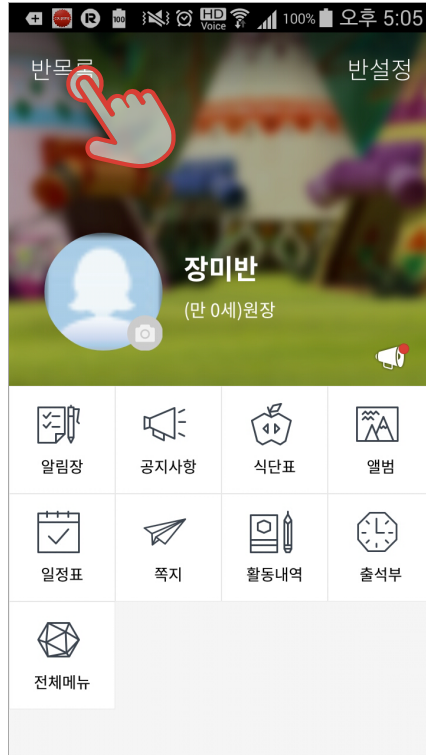 100% 오후 5:05
HD
Voice
반목록 반설정
장미반
(만 0세)원장
알림장 공지사항 식단표 앨범
일정표 쪽지 활동내역 출석부
전체메뉴